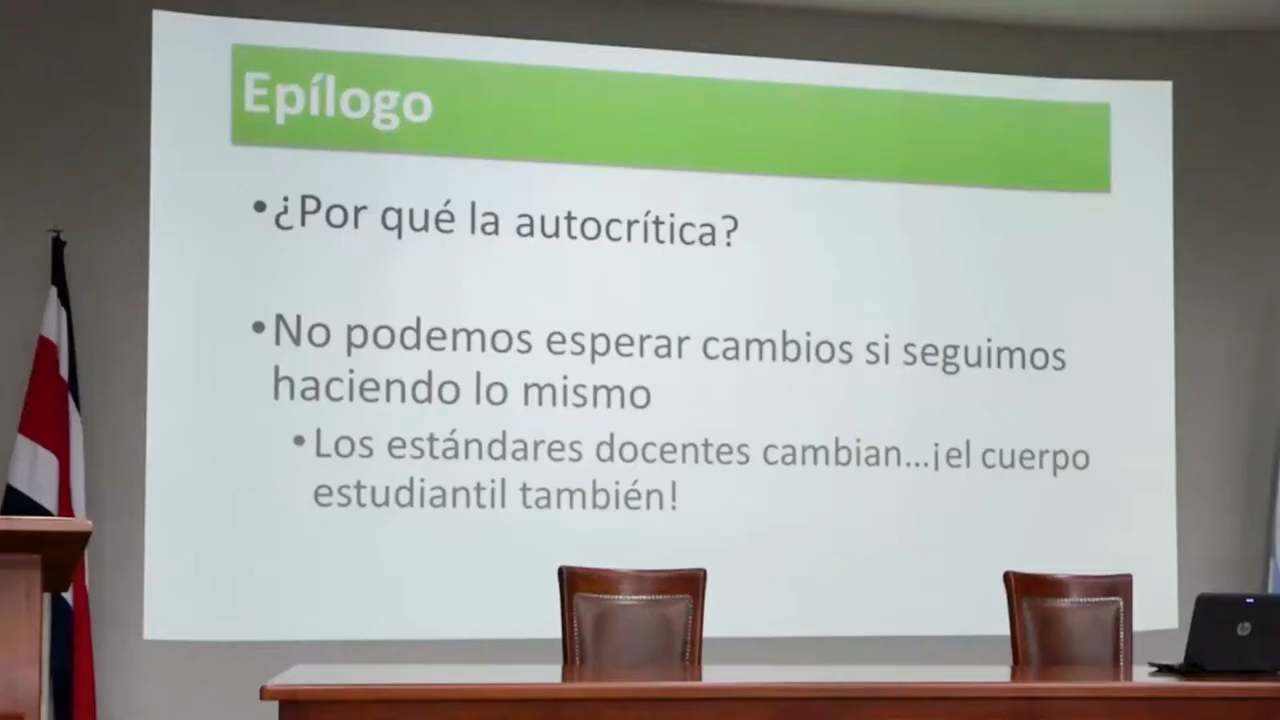 Epílogo
•¿Por qué la autocrítica?
•No podemos esperar cambios si seguimos
haciendo lo mismo
•Los estándares docentes cambian...¡el cuerpo
estudiantil también!
hp